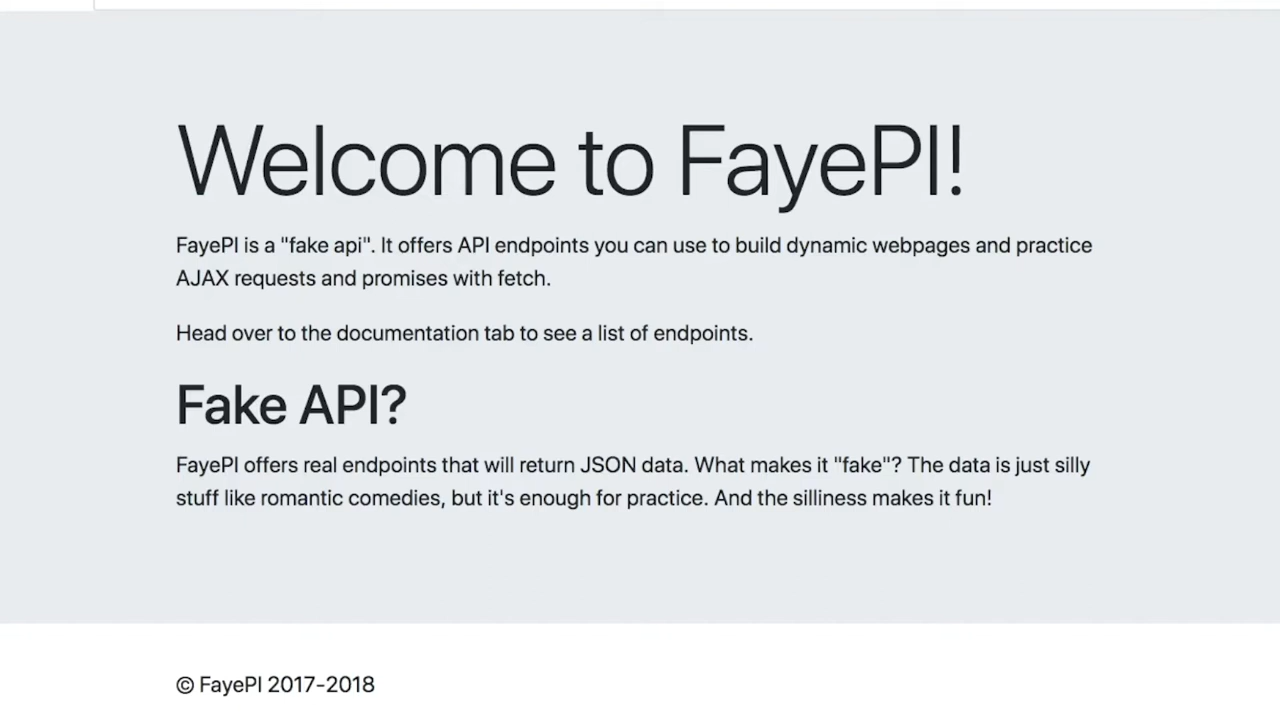 Welcome to FayePI!
FayePI is a "fake api". It offers API endpoints you can use to build dynamic webpages and practice
AJAX requests and promises with fetch.
Head over to the documentation tab to see a list of endpoints.
Fake API?
FayePI offers real endpoints that will return JSON data. What makes it "fake"? The data is just silly
stuff like romantic comedies, but it's enough for practice. And the silliness makes it fun!
© FayePI 2017-2018